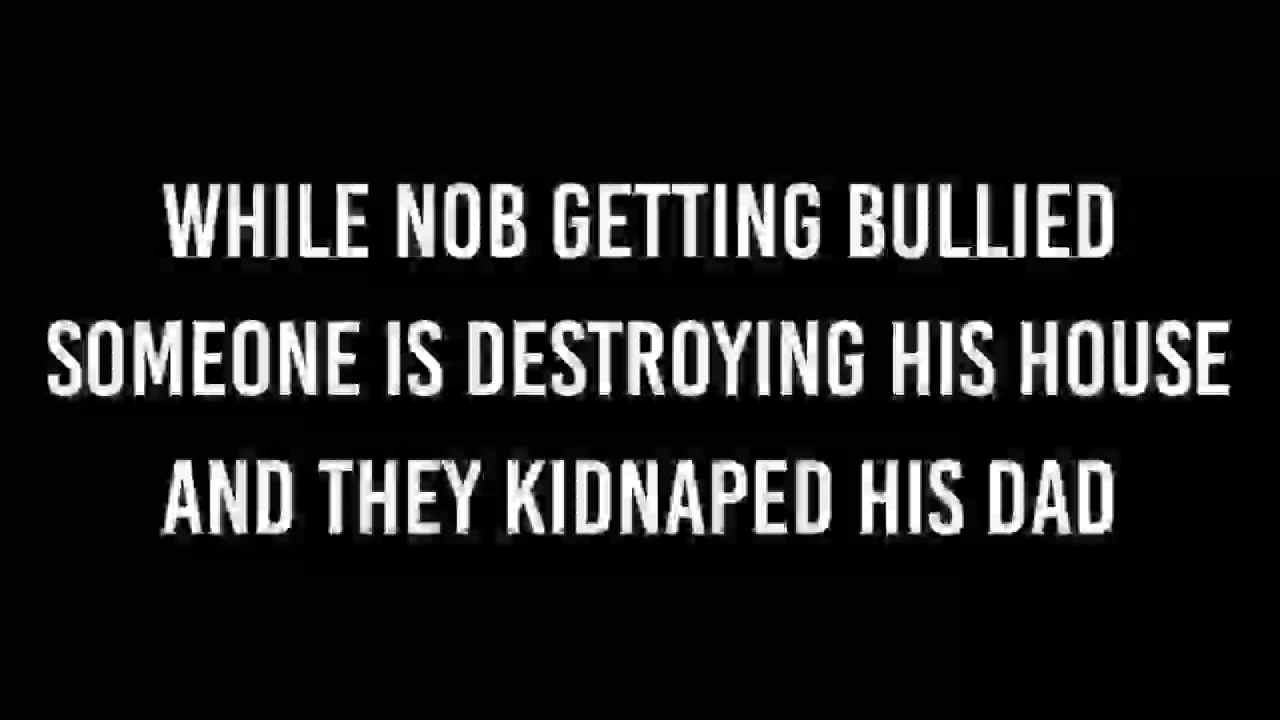 WHILE NOB GETTING BULLIED
SOMEONE IS DESTROYING HIS HOUSE
AND THEY KIDNAPED HIS DAD